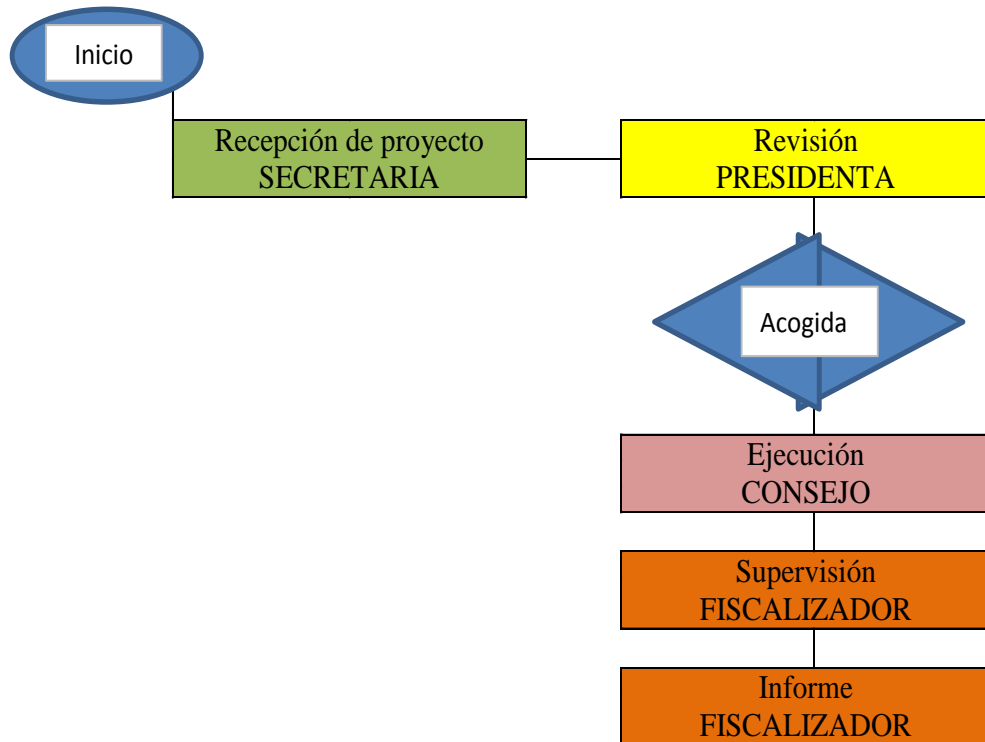 Inicio
Recepción de proyecto
SECRETARIA
Revisión
PRESIDENTA
Acogida
Ejecución
CONSEJO
Supervisión
FISCALIZADOR
Informe
FISCALIZADOR